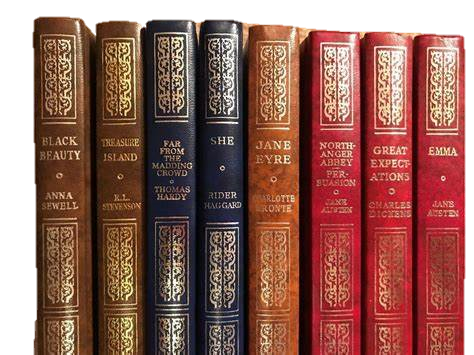 BLACK
BEAUTY
ANNA
SEWELL
TREASURE
ISLAND
R.L.
STEVENSON
FAR
FROM
THE
MADDING
CROWD
THOMAS
HARDY
SHE
RIDER
HAGGARD
JANE
EYRE
CHARLOTTE
BRONTE
NORTH-
ANGER
ABBEY
PER-
SUASION
JANE
AUSTEN
GREAT
EXPECT-
ATIONS
CHARLES
DICKENS
EMMA
JANE
AUSTEN